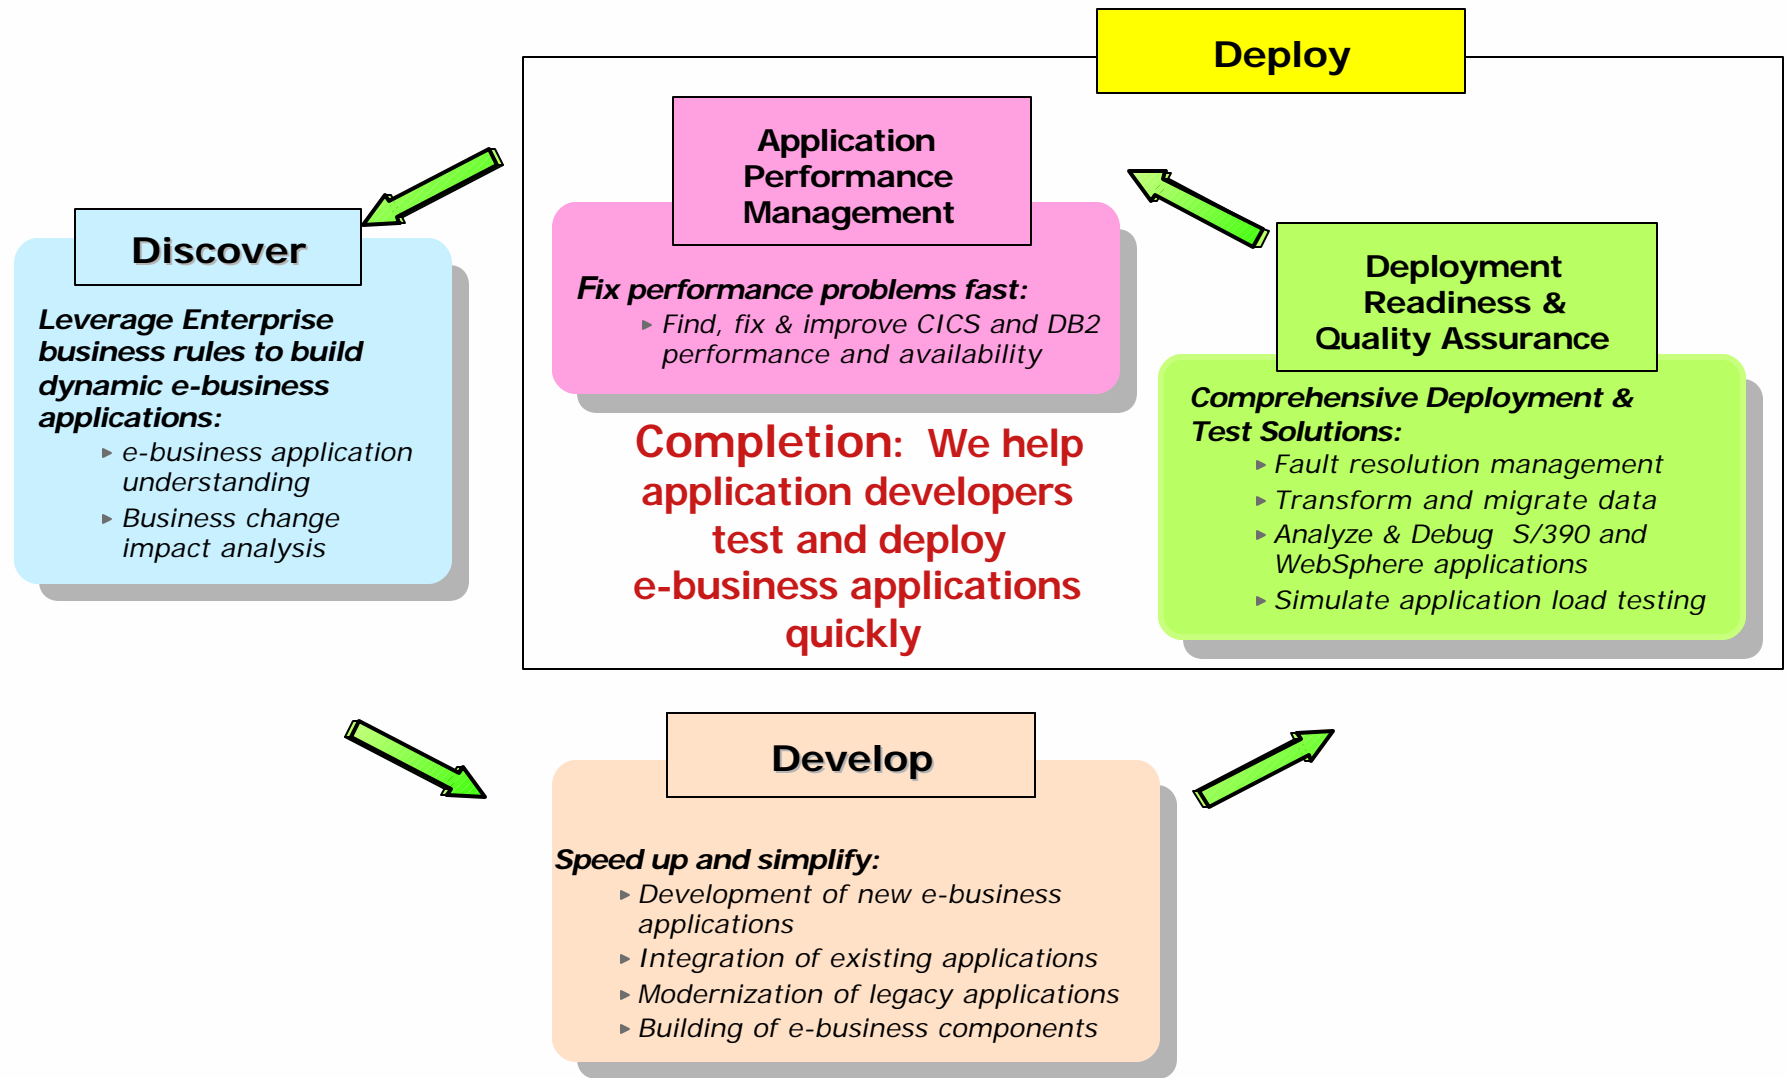 Deploy
Application
Performance
Management
Fix performance problems fast:
Find, fix & improve CICS and DB2
performance and availability
Discover
Leverage Enterprise
business rules to build
dynamic e-business
applications:
e-business application
understanding
Business change
impact analysis
Deployment
Readiness &
Quality Assurance
Comprehensive Deployment &
Test Solutions:
Fault resolution management
Transform and migrate data
Analyze & Debug S/390 and
WebSphere applications
Simulate application load testing
Completion: We help
application developers
test and deploy
e-business applications
quickly
Develop
Speed up and simplify:
Development of new e-business
applications
Integration of existing applications
Modernization of legacy applications
Building of e-business components